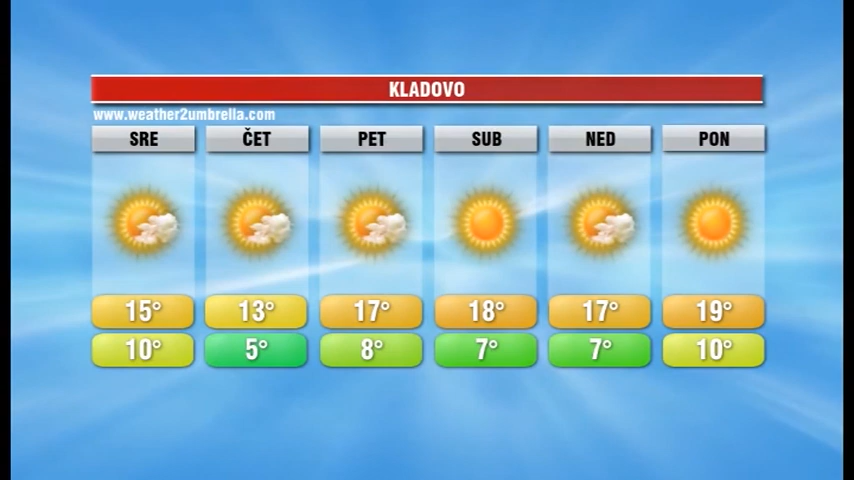 KLADOVO
www.weather2umbrella.com
SRE ČET PET SUB NED PON
15° 13° 17° 18° 17° 19°
10° 5° 8° 7° 7° 10°